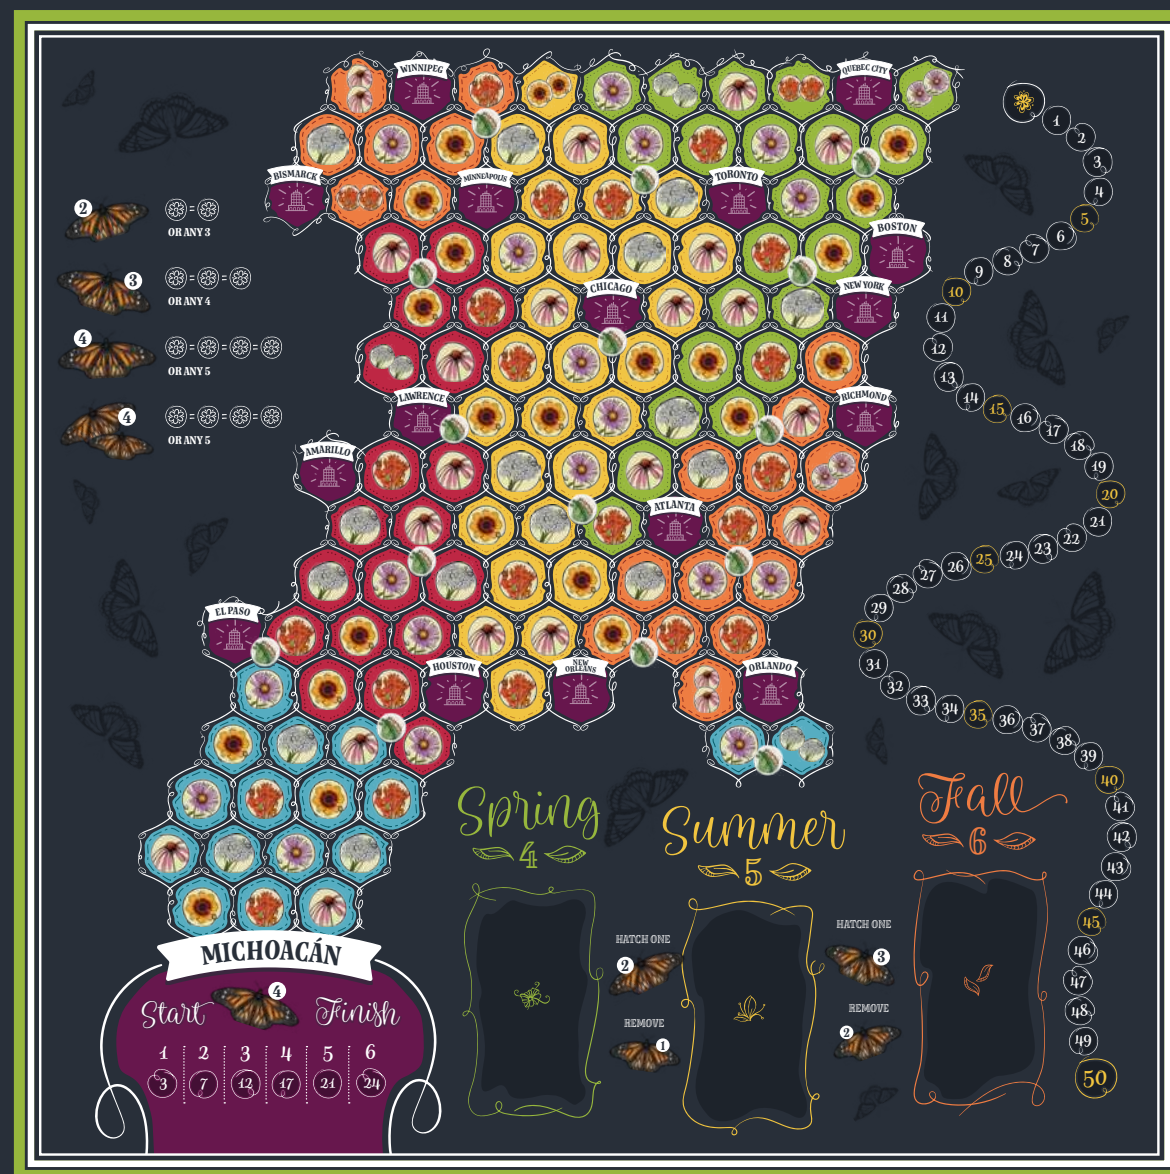 WINNIPEG
QUEBEC CITY
BISMARCK
MINNEAPOLIS
TORONTO
BOSTON
CHICAGO
NEW YORK
LAWRENCE
RICHMOND
AMARILLO
ATLANTA
EL PASO
HOUSTON
NEW
ORLEANS
ORLANDO
2
=
OR ANY 3
3
= =
OR ANY 4
4
= = =
OR ANY 5
4
= = =
OR ANY 5
1
2
3
4
5
6
7
8
9
10
11
12
13
14
15
16
17
18
19
20
21
22
23
24
25
26
27
28
29
30
31
32
33
34
35
36
37
38
39
40
41
42
43
44
45
46
47
48
49
50
Spring
4
Summer
5
Fall
6
HATCH ONE
2
REMOVE
1
HATCH ONE
3
REMOVE
2
MICHOACÁN
Start 4 Finish
1 2 3 4 5 6
3 7 12 17 21 24